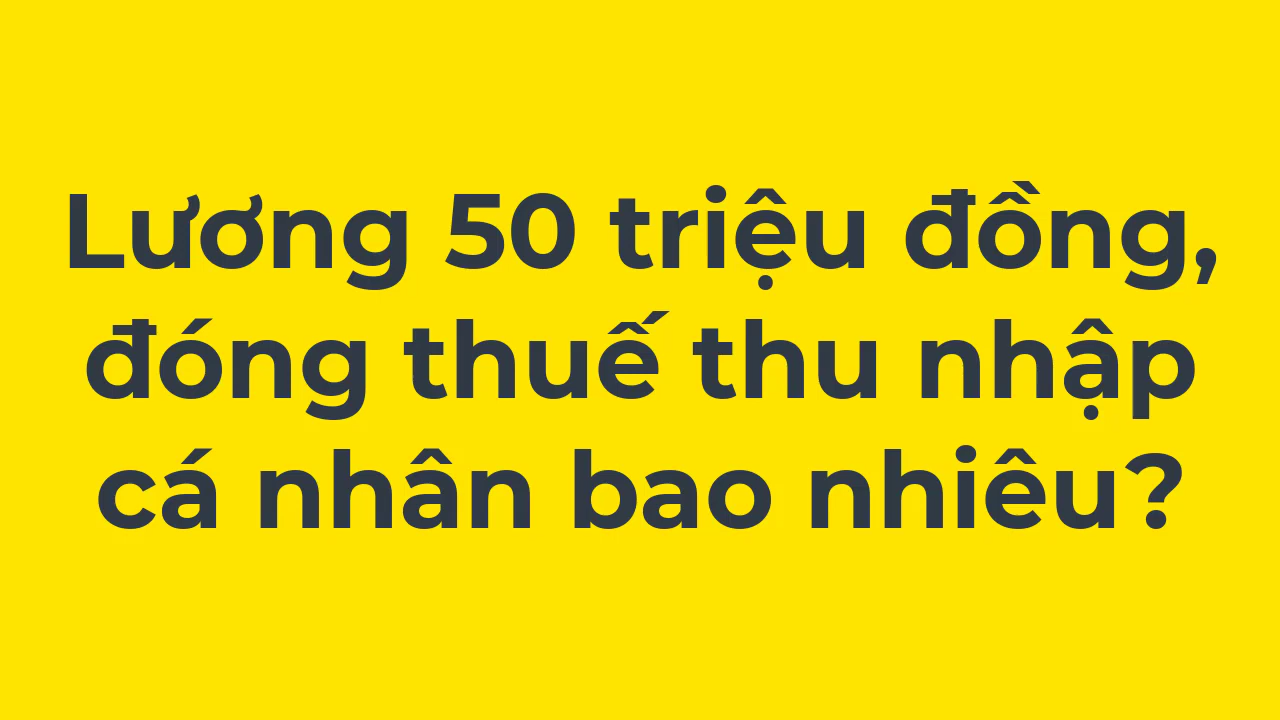 Lương 50 triệu đồng,
đóng thuế thu nhập
cá nhân bao nhiêu?